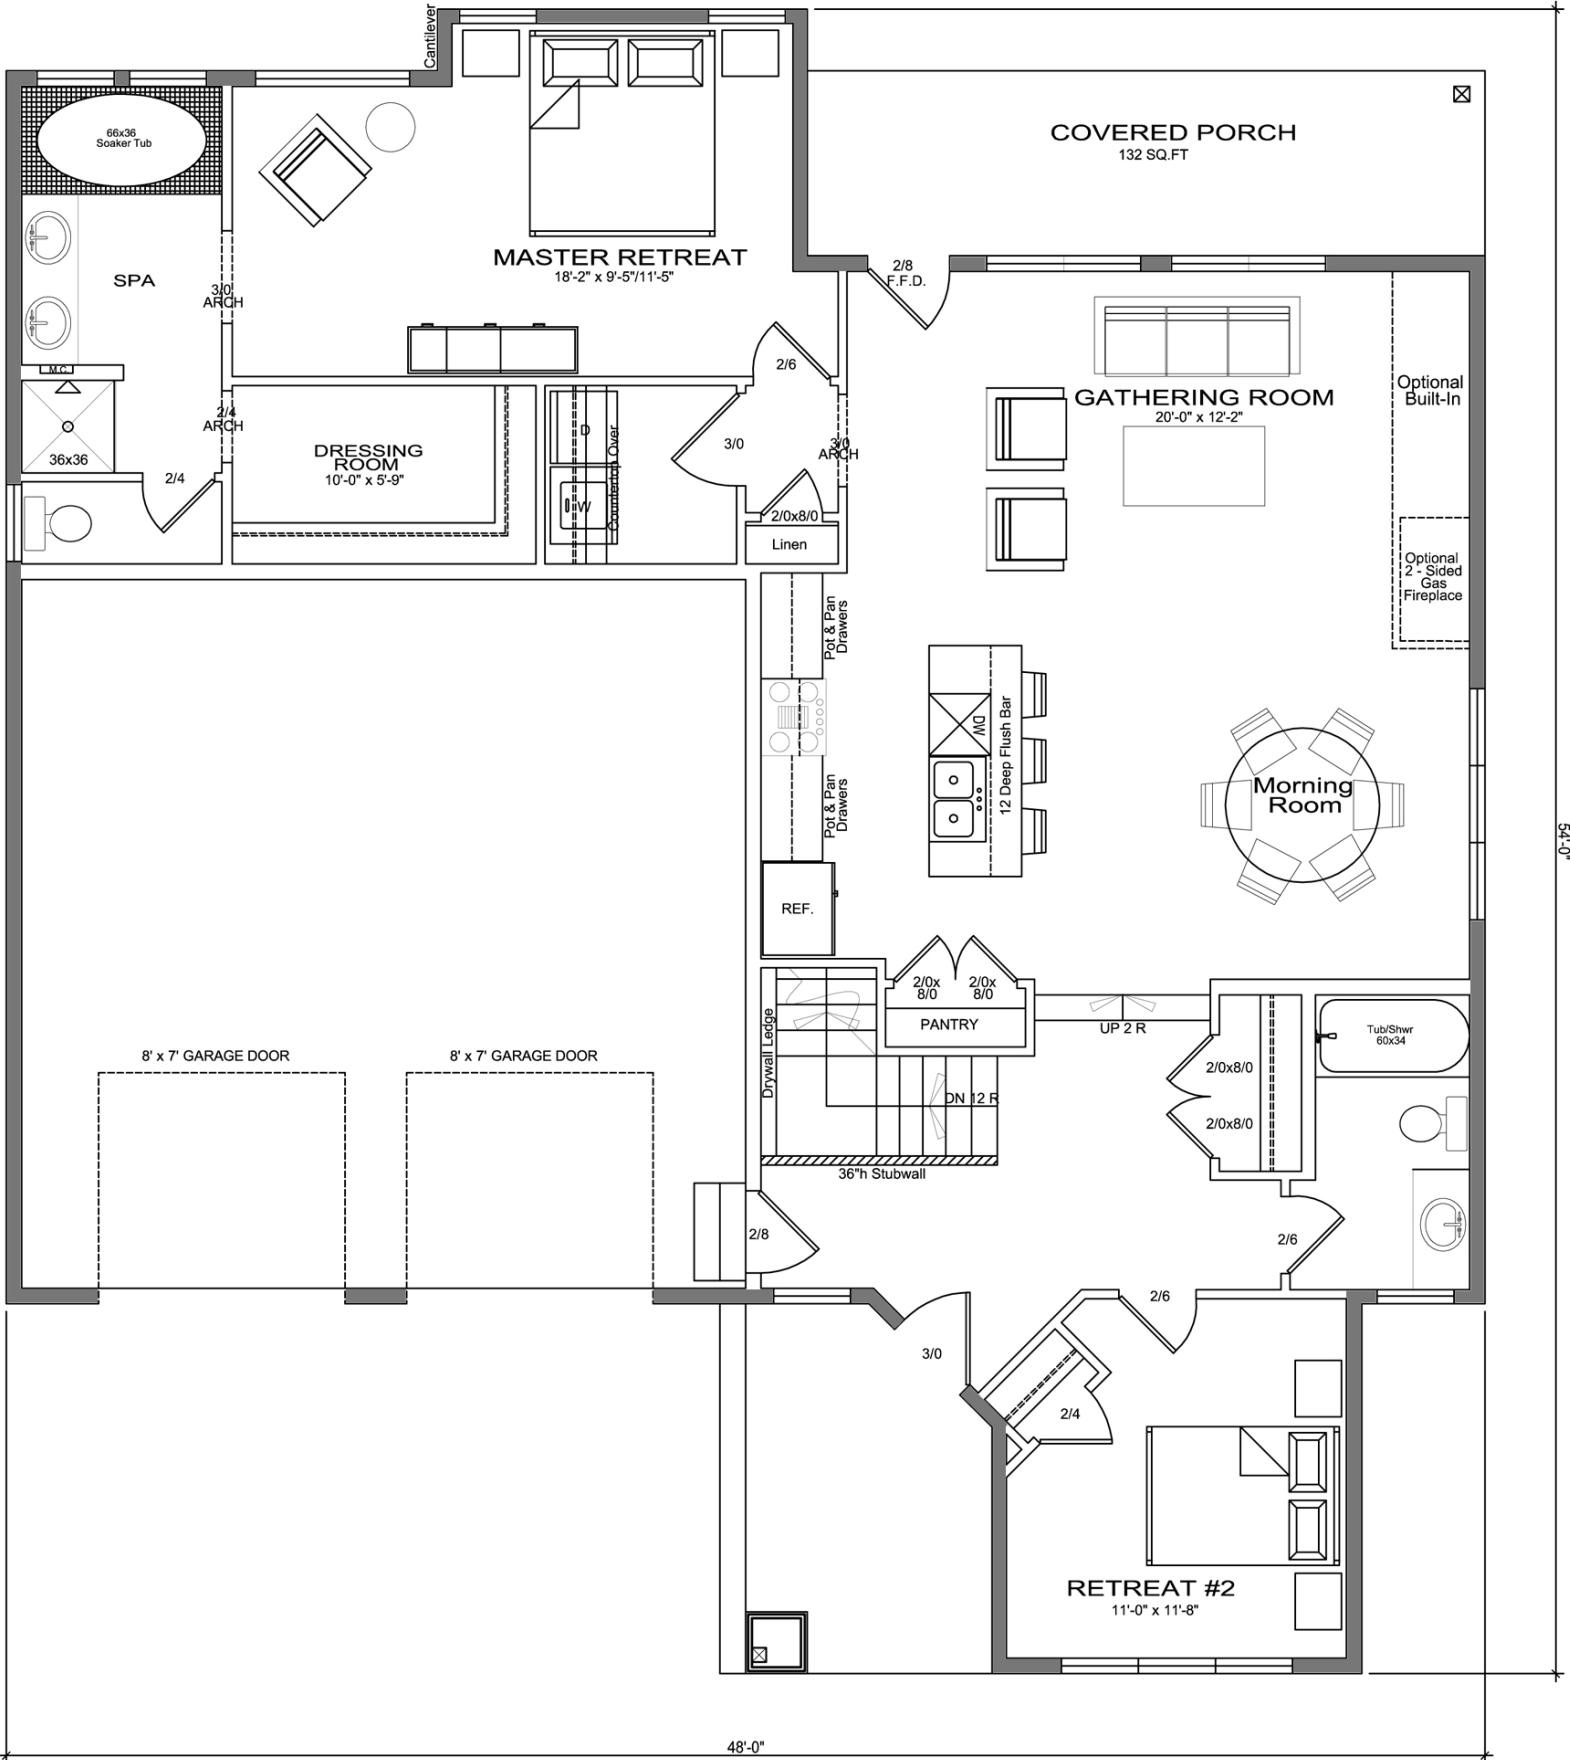 Cantilever
66x36
Soaker Tub
COVERED PORCH
132 SQ.FT
MASTER RETREAT
18'-2" x 9'-5"/11'-5"
2/8
F.F.D.
SPA
3/0
ARCH
M.C.
2/6
GATHERING ROOM
20'-0" x 12'-2"
Optional
Built-In
2/4
ARCH
36x36
2/4
DRESSING
ROOM
10'-0" x 5'-9"
D
W
Countertop Over
3/0
3/0
ARCH
2/0x8/0
Linen
Optional
2 - Sided
Gas
Fireplace
Pot & Pan
Drawers
DW
12 Deep Flush Bar
Morning
Room
Pot & Pan
Drawers
54'-0"
REF.
2/0x
8/0
2/0x
8/0
PANTRY
UP 2 R
Drywall Ledge
DN 12 R
Tub/Shwr
60x34
2/0x8/0
2/0x8/0
8' x 7' GARAGE DOOR
8' x 7' GARAGE DOOR
36"h Stubwall
2/8
2/6
2/6
3/0
2/4
RETREAT #2
11'-0" x 11'-8"
48'-0"